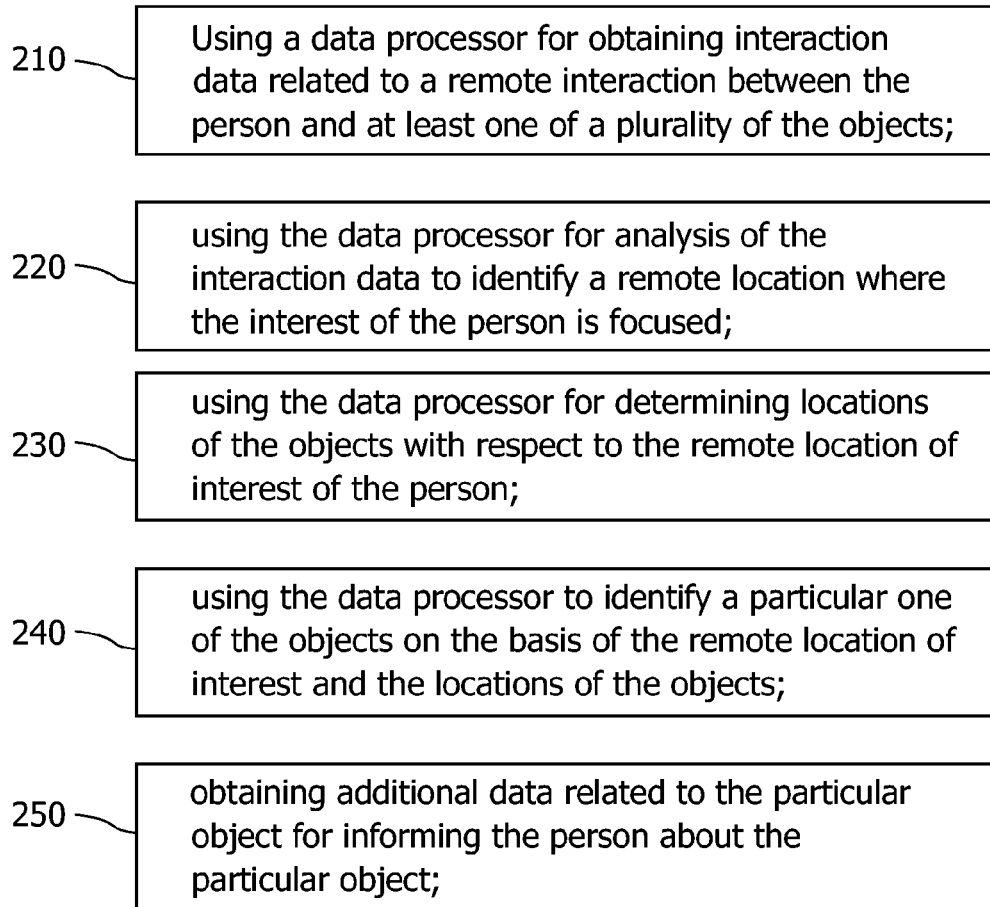 210
Using a data processor for obtaining interaction
data related to a remote interaction between the
person and at least one of a plurality of the objects;
220
using the data processor for analysis of the
interaction data to identify a remote location where
the interest of the person is focused;
230
using the data processor for determining locations
of the objects with respect to the remote location of
interest of the person;
240
using the data processor to identify a particular one
of the objects on the basis of the remote location of
interest and the locations of the objects;
250
obtaining additional data related to the particular
object for informing the person about the
particular object;